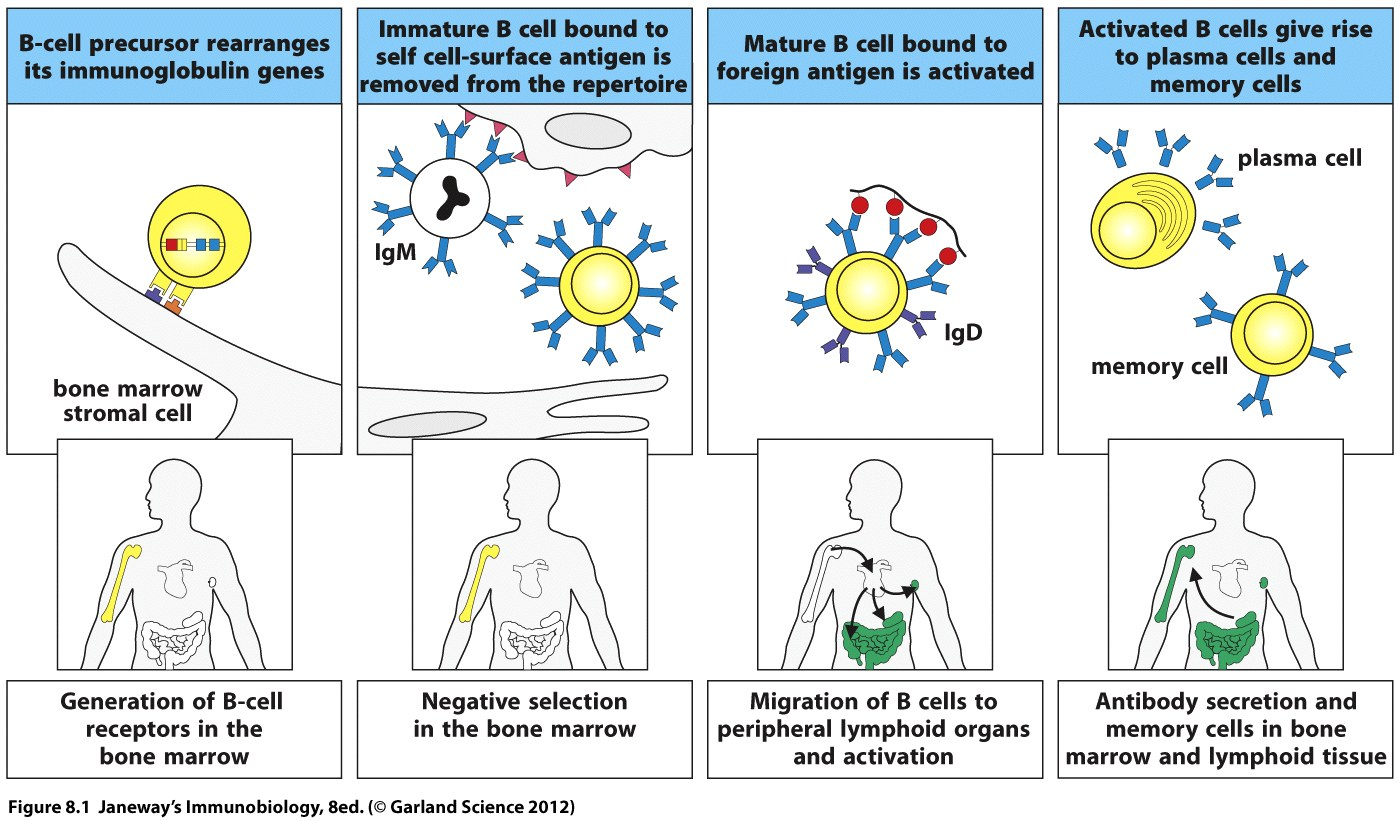 B-cell precursor rearranges
its immunoglobulin genes
Immature B cell bound to
self cell-surface antigen is
removed from the repertoire
Mature B cell bound to
foreign antigen is activated
Activated B cells give rise
to plasma cells and
memory cells
bone marrow
stromal cell
IgM
IgD
plasma cell
memory cell
Generation of B-cell
receptors in the
bone marrow
Negative selection
in the bone marrow
Migration of B cells to
peripheral lymphoid organs
and activation
Antibody secretion and
memory cells in bone
marrow and lymphoid tissue
Figure 8.1 Janeway’s Immunobiology, 8ed. (© Garland Science 2012)